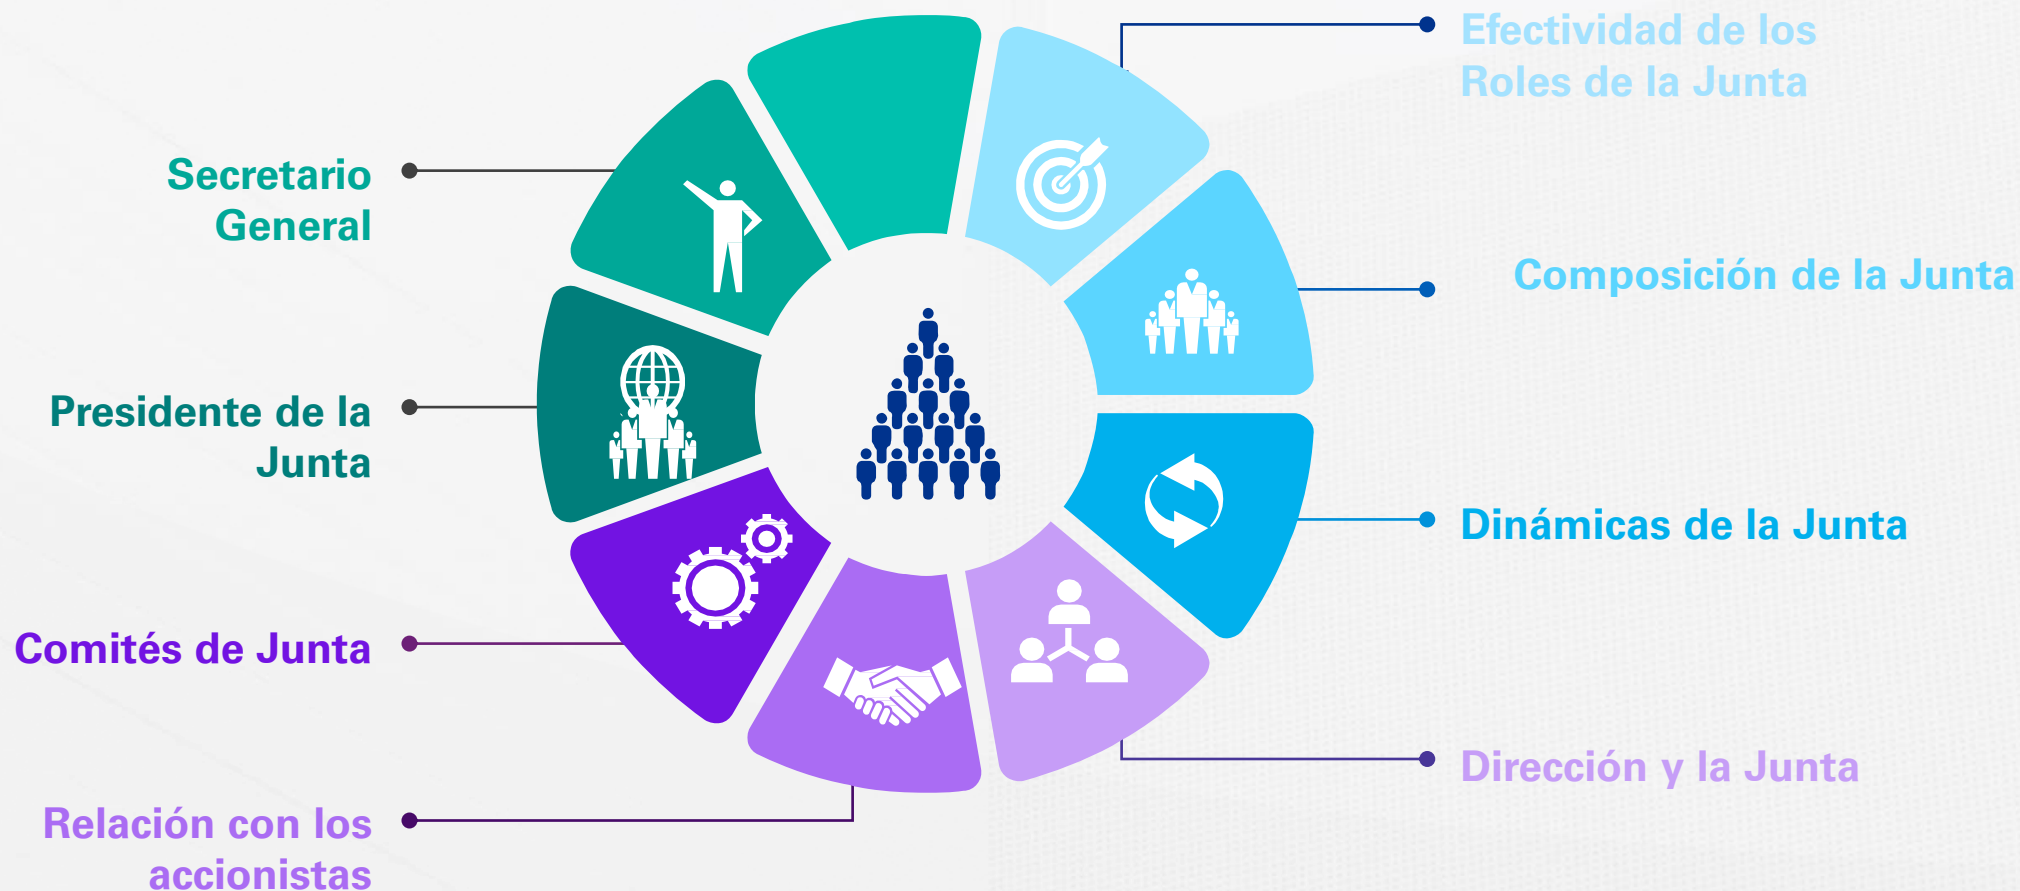 Efectividad de los
Roles de la Junta
Composición de la Junta
Dinámicas de la Junta
Dirección y la Junta
Relación con los
accionistas
Comités de Junta
Presidente de la
Junta
Secretario
General